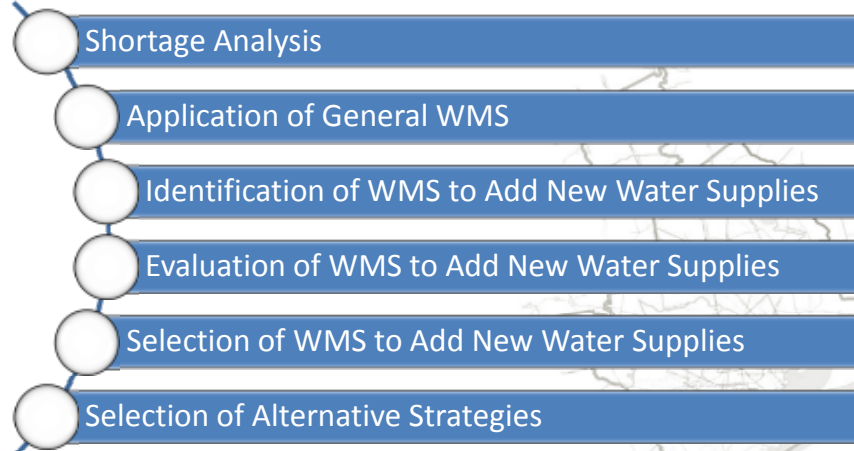 Shortage Analysis
Application of General WMS
Identification of WMS to Add New Water Supplies
Evaluation of WMS to Add New Water Supplies
Selection of WMS to Add New Water Supplies
Selection of Alternative Strategies